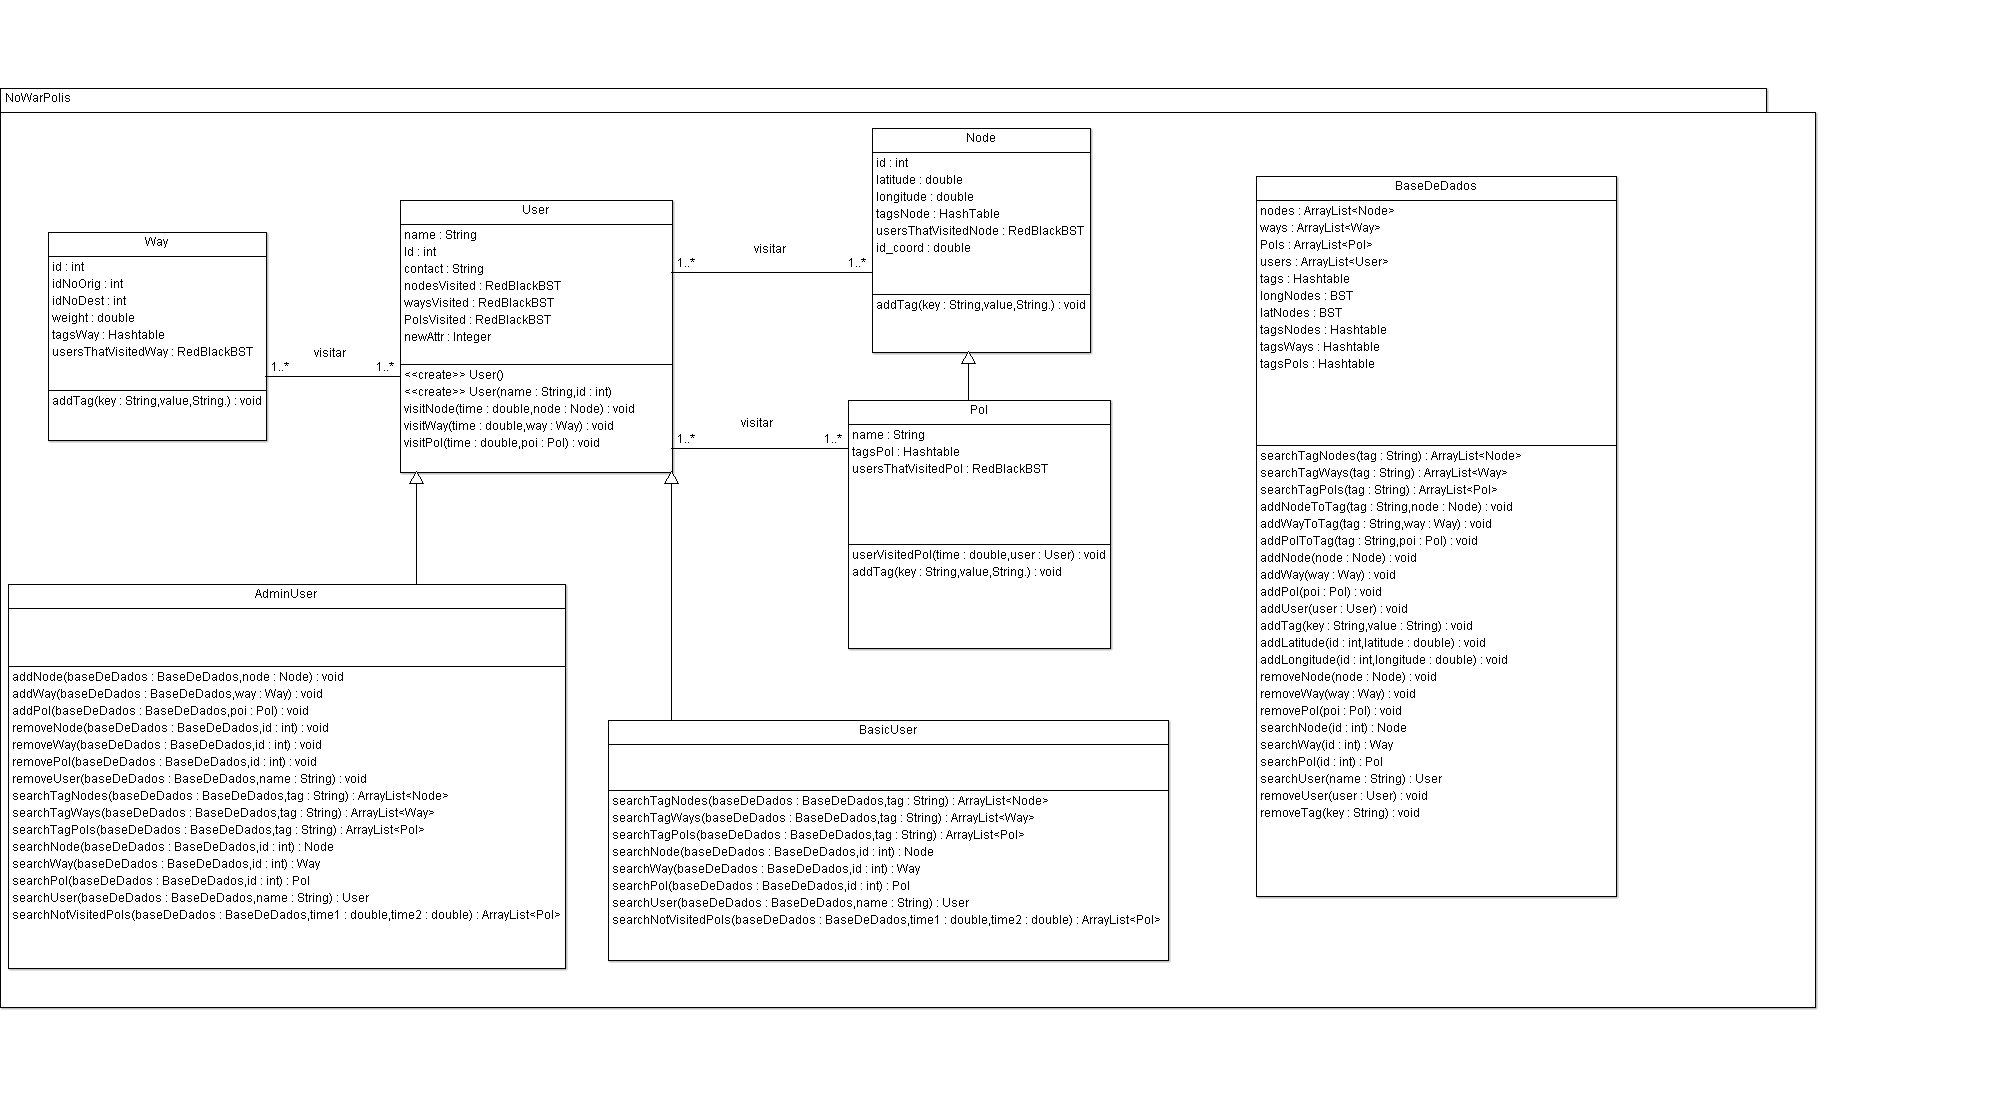 NoWarPolis
Way
id : int
idNoOrig : int
idNoDest : int
weight : double
tagsWay : Hashtable
usersThatVisitedWay : RedBlackBST
addTag(key : String,value,String.) : void
visitar
1..*
1..*
User
name : String
Id : int
contact : String
nodesVisited : RedBlackBST
waysVisited : RedBlackBST
PoIsVisited : RedBlackBST
newAttr : Integer
<<create>> User()
<<create>> User(name : String,id : int)
visitNode(time : double,node : Node) : void
visitWay(time : double,way : Way) : void
visitPoI(time : double,poi : PoI) : void
visitar
1..*
1..*
Node
id : int
latitude : double
longitude : double
tagsNode : HashTable
usersThatVisitedNode : RedBlackBST
id_coord : double
addTag(key : String,value,String.) : void
visitar
1..*
1..*
PoI
name : String
tagsPoI : Hashtable
usersThatVisitedPoI : RedBlackBST
userVisitedPoI(time : double,user : User) : void
addTag(key : String,value,String.) : void
AdminUser
addNode(baseDeDados : BaseDeDados,node : Node) : void
addWay(baseDeDados : BaseDeDados,way : Way) : void
addPoI(baseDeDados : BaseDeDados,poi : PoI) : void
removeNode(baseDeDados : BaseDeDados,id : int) : void
removeWay(baseDeDados : BaseDeDados,id : int) : void
removePoI(baseDeDados : BaseDeDados,id : int) : void
removeUser(baseDeDados : BaseDeDados,name : String) : void
searchTagNodes(baseDeDados : BaseDeDados,tag : String) : ArrayList<Node>
searchTagWays(baseDeDados : BaseDeDados,tag : String) : ArrayList<Way>
searchTagPoIs(baseDeDados : BaseDeDados,tag : String) : ArrayList<PoI>
searchNode(baseDeDados : BaseDeDados,id : int) : Node
searchWay(baseDeDados : BaseDeDados,id : int) : Way
searchPoI(baseDeDados : BaseDeDados,id : int) : PoI
searchUser(baseDeDados : BaseDeDados,name : String) : User
searchNotVisitedPoIs(baseDeDados : BaseDeDados,time1 : double,time2 : double) : ArrayList<PoI>
BasicUser
searchTagNodes(baseDeDados : BaseDeDados,tag : String) : ArrayList<Node>
searchTagWays(baseDeDados : BaseDeDados,tag : String) : ArrayList<Way>
searchTagPoIs(baseDeDados : BaseDeDados,tag : String) : ArrayList<PoI>
searchNode(baseDeDados : BaseDeDados,id : int) : Node
searchWay(baseDeDados : BaseDeDados,id : int) : Way
searchPoI(baseDeDados : BaseDeDados,id : int) : PoI
searchUser(baseDeDados : BaseDeDados,name : String) : User
searchNotVisitedPoIs(baseDeDados : BaseDeDados,time1 : double,time2 : double) : ArrayList<PoI>
BaseDeDados
nodes : ArrayList<Node>
ways : ArrayList<Way>
PoIs : ArrayList<PoI>
users : ArrayList<User>
tags : Hashtable
longNodes : BST
latNodes : BST
tagsNodes : Hashtable
tagsWays : Hashtable
tagsPoIs : Hashtable
searchTagNodes(tag : String) : ArrayList<Node>
searchTagWays(tag : String) : ArrayList<Way>
searchTagPoIs(tag : String) : ArrayList<PoI>
addNodeToTag(tag : String,node : Node) : void
addWayToTag(tag : String,way : Way) : void
addPoIToTag(tag : String,poi : PoI) : void
addNode(node : Node) : void
addWay(way : Way) : void
addPoI(poi : PoI) : void
addUser(user : User) : void
addTag(key : String,value : String) : void
addLatitude(id : int,latitude : double) : void
addLongitude(id : int,longitude : double) : void
removeNode(node : Node) : void
removeWay(way : Way) : void
removePoI(poi : PoI) : void
searchNode(id : int) : Node
searchWay(id : int) : Way
searchPoI(id : int) : PoI
searchUser(name : String) : User
removeUser(user : User) : void
removeTag(key : String) : void